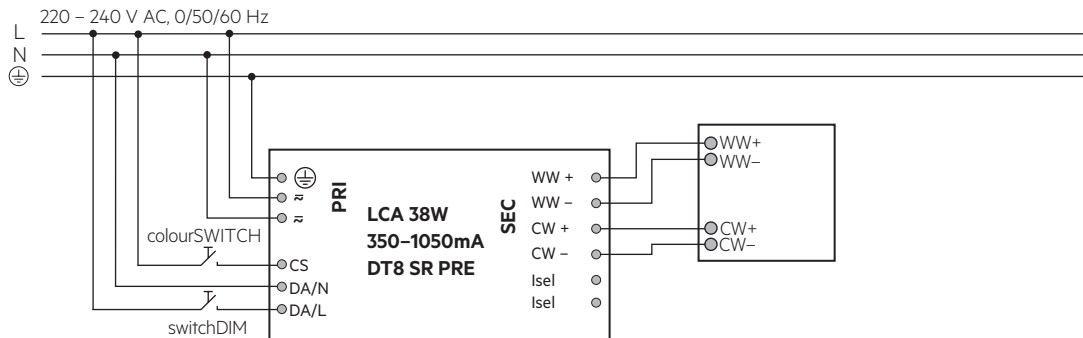 220 – 240 V AC, 0/50/60 Hz
L
N
PRI
LCA 38W
350–1050mA
DT8 SR PRE
SEC
colourSWITCH
CS
DA/N
DA/L
switchDIM
WW +
WW –
CW +
CW –
Isel
Isel
WW+
WW–
CW+
CW–